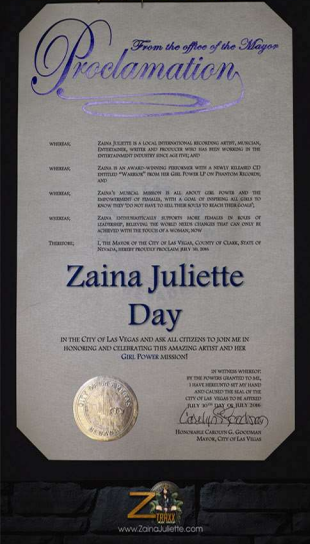 From the office of the Mayor
Proclamation
WHEREAS, ZAINA JULIETTE IS A LOCAL INTERNATIONAL RECORDING ARTIST, MUSICIAN,
ENTERTAINER, WRITER AND PRODUCER WHO HAS BEEN WORKING IN THE
ENTERTAINMENT INDUSTRY SINCE AGE FIVE; AND
WHEREAS, ZAINA IS AN AWARD-WINNING PERFORMER WITH A NEWLY RELEASED CD
ENTITLED "WARRIOR" FROM HER GIRL POWER LP ON PHANTOM RECORDS;
AND
WHEREAS, ZAINA'S MUSICAL MISSION IS ALL ABOUT GIRL POWER AND THE
EMPOWERMENT OF FEMALES, WITH A GOAL OF INSPIRING ALL GIRLS TO
KNOW THEY "DO NOT HAVE TO SELL THEIR SOULS TO REACH THEIR GOALS";
WHEREAS, ZAINA ENTHUSIASTICALLY SUPPORTS MORE FEMALES IN ROLES OF
LEADERSHIP, BELIEVING THE WORLD NEEDS CHANGES THAT CAN ONLY BE
ACHIEVED WITH THE TOUCH OF A WOMAN; NOW
THEREFORE, I, THE MAYOR OF THE CITY OF LAS VEGAS, COUNTY OF CLARK, STATE OF
NEVADA, HEREBY PROUDLY PROCLAIM JULY
Zaina Juliette
Day
IN THE CITY OF LAS VEGAS AND ASK ALL CITIZENS TO JOIN ME IN
HONORING AND CELEBRATING THIS AMAZING ARTIST AND HER
GIRL POWER MISSION!
IN WITNESS WHEREOF,
BY THE POWERS GRANTED TO ME,
I HAVE HEREUNTO SET MY HAND
AND CAUSED THE SEAL OF THE
CITY OF LAS VEGAS TO BE AFFIXED
DAY OF JULY
HONORABLE CAROLYN G. GOODMAN
MAYOR, CITY OF LAS VEGAS
Z
TRAXX
www.ZainaJuliette.com